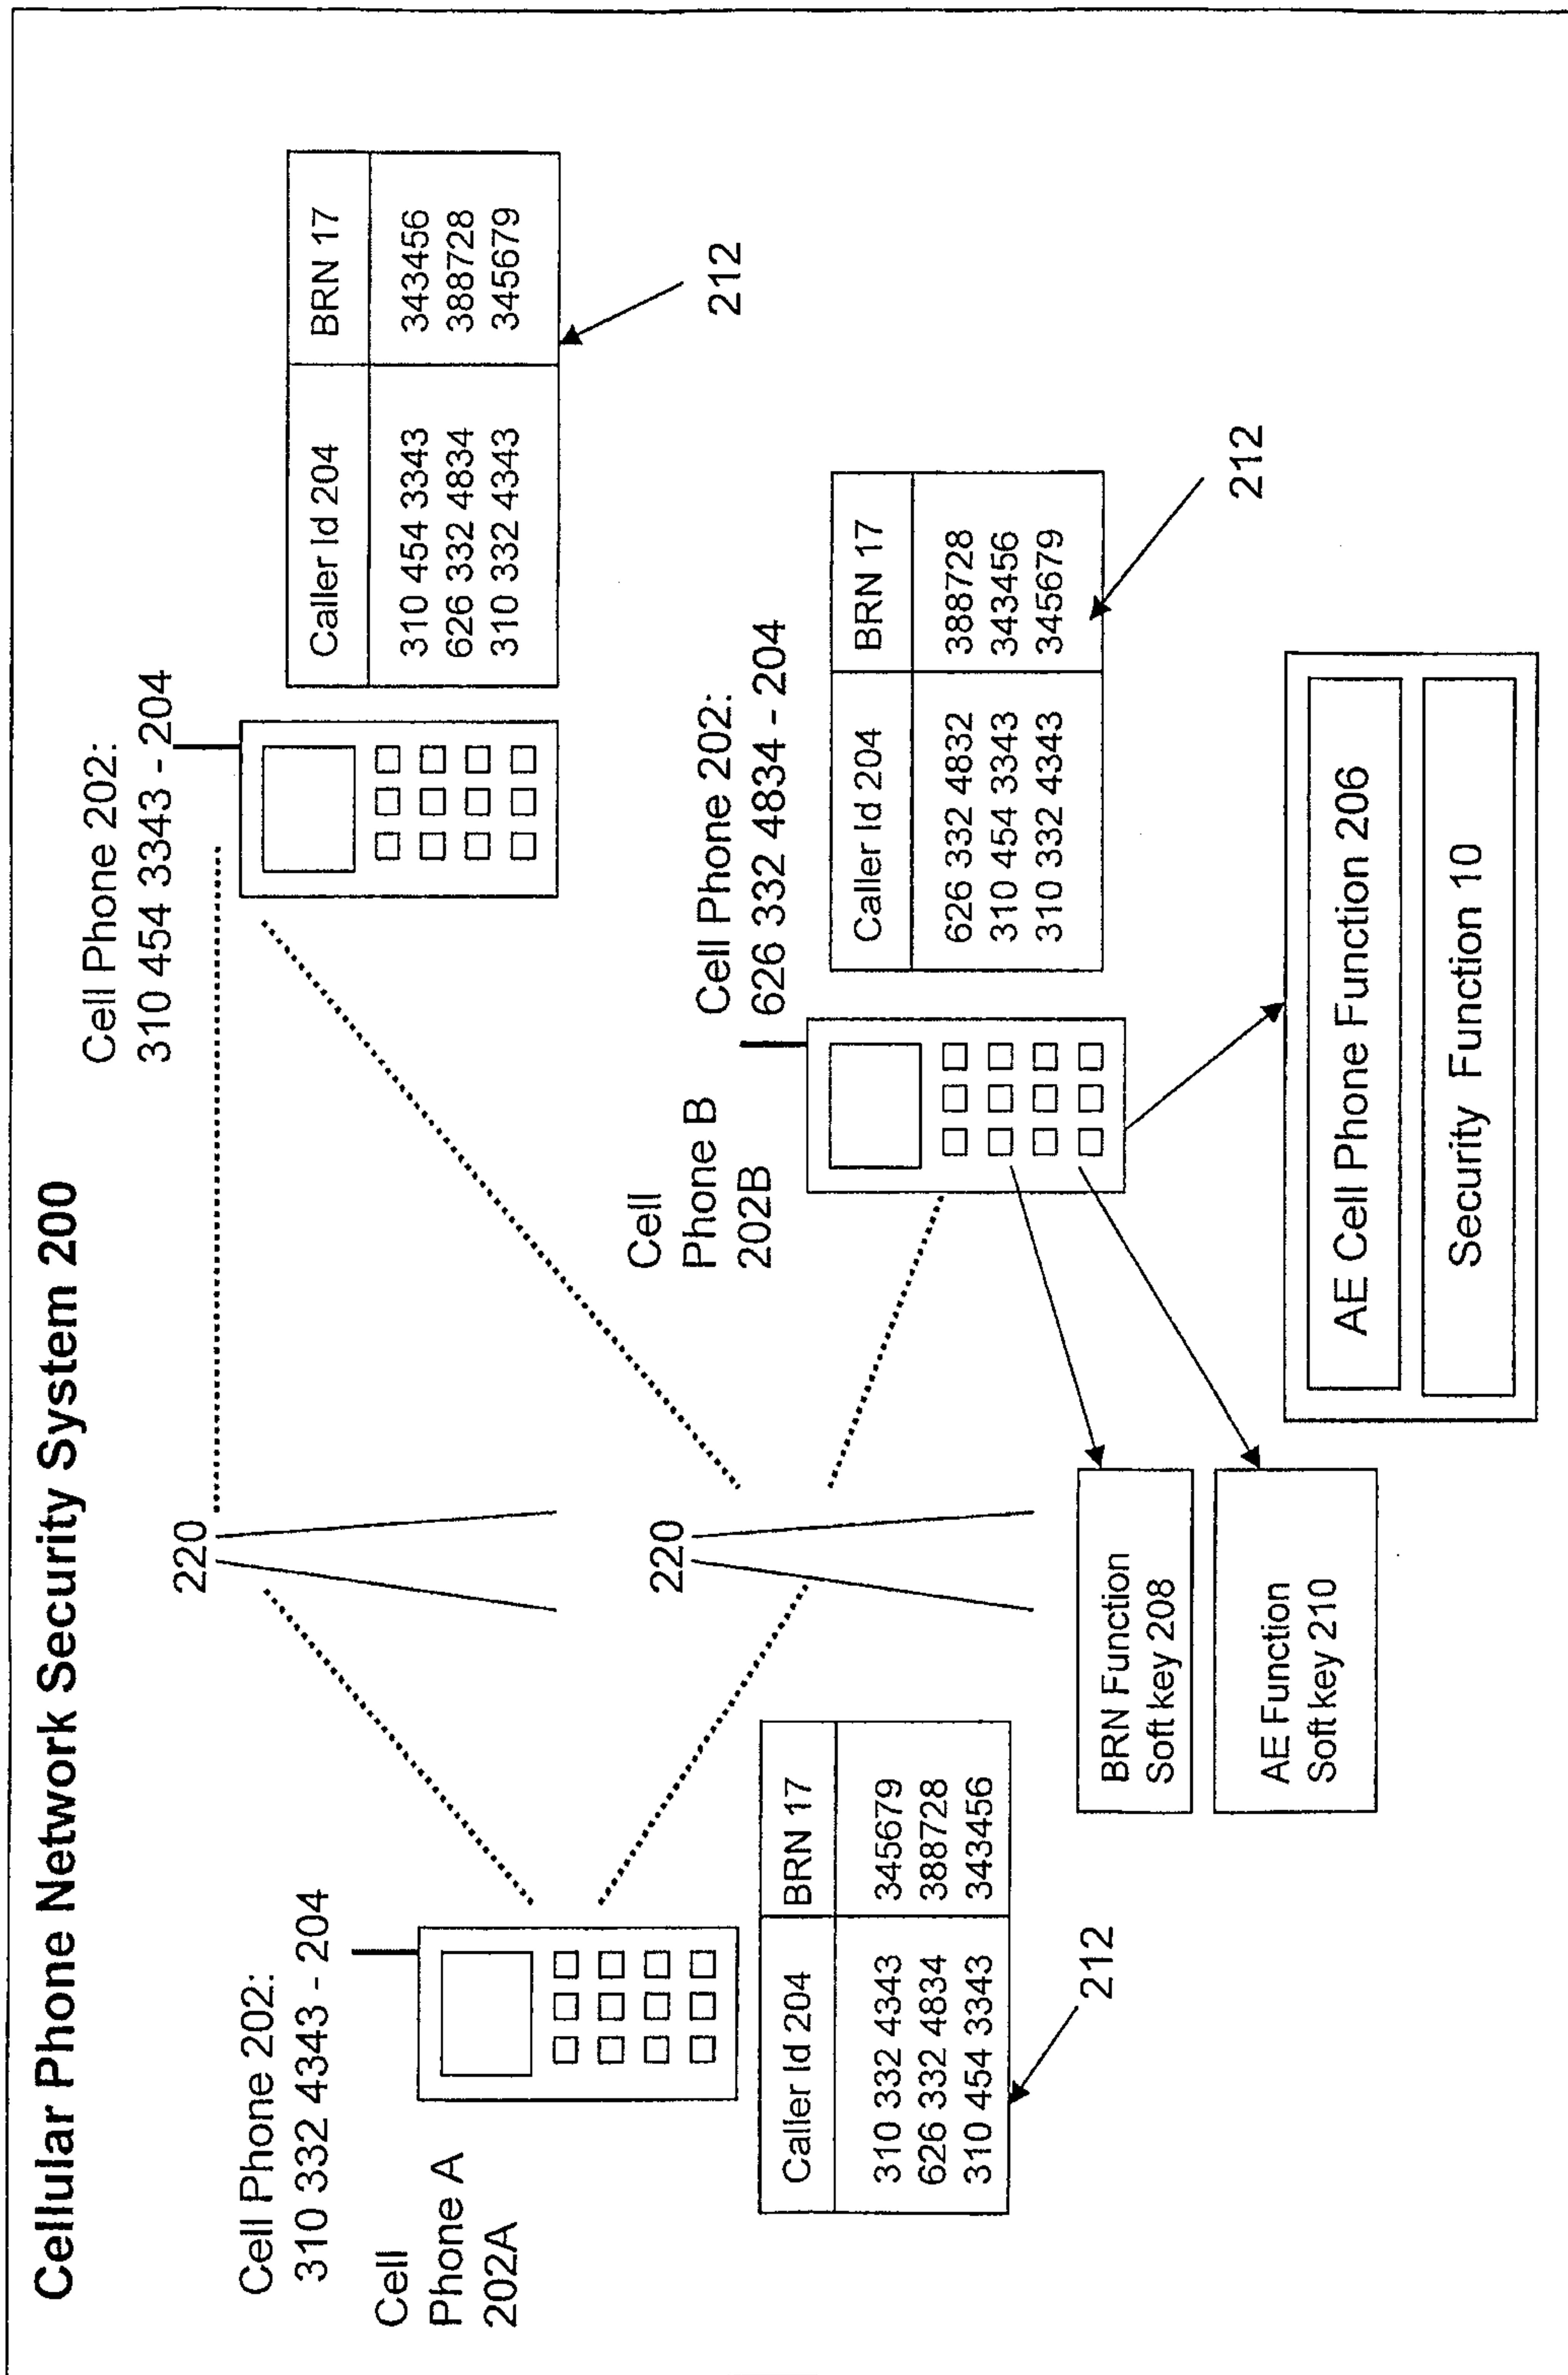 Cellular Phone Network Security System 200
Cell Phone 202:
310 332 4343 - 204
Cell
Phone A
202A
Caller Id 204 BRN 17
310 332 4343 345679
626 332 4834 388728
310 454 3343 343456
212
220
220
Cell Phone 202:
310 454 3343 - 204
Caller Id 204 BRN 17
310 454 3343 343456
626 332 4834 388728
310 332 4343 345679
212
Cell
Phone B
202B
Cell Phone 202:
626 332 4834 - 204
Caller Id 204 BRN 17
626 332 4832 388728
310 454 3343 343456
310 332 4343 345679
212
BRN Function
Soft key 208
AE Function
Soft key 210
AE Cell Phone Function 206
Security Function 10